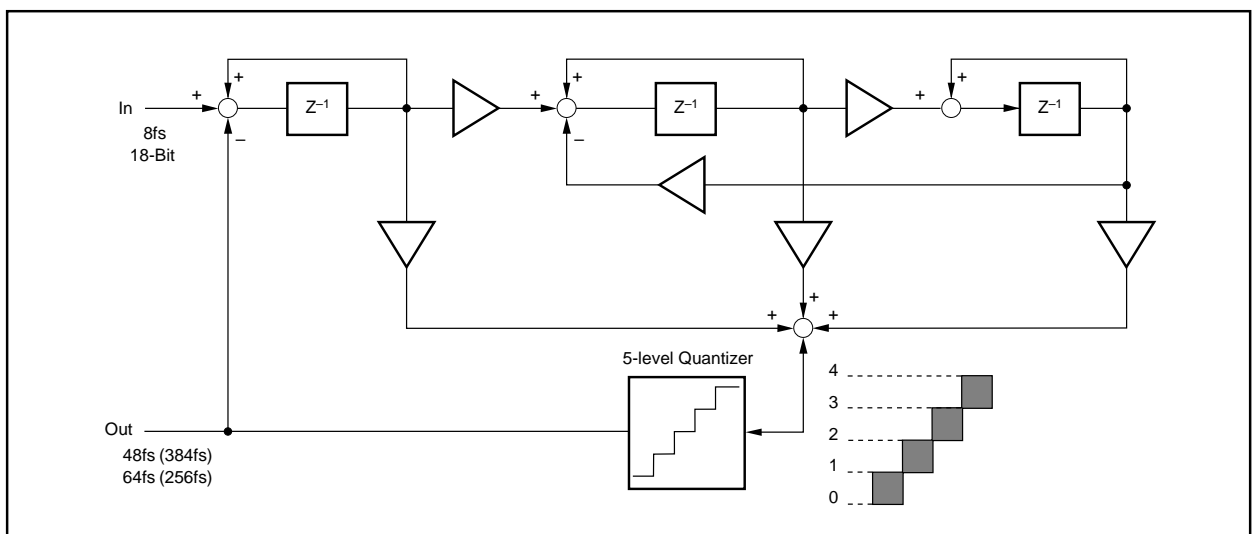 +
+
+
In
+
Z⁻¹
+
Z⁻¹
+
Z⁻¹
8fs
18-Bit
–
–
+
+
+
5-level Quantizer
4
3
2
1
0
Out
48fs (384fs)
64fs (256fs)